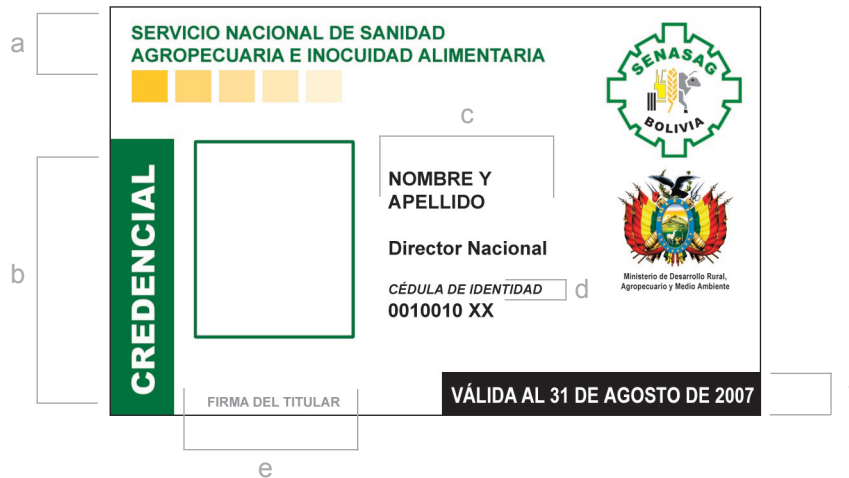 a
SERVICIO NACIONAL DE SANIDAD
AGROPECUARIA E INOCUIDAD ALIMENTARIA
SENASAG
BOLIVIA
c
NOMBRE Y
APELLIDO
Director Nacional
CÉDULA DE IDENTIDAD
d
0010010 XX
Ministerio de Desarrollo Rural,
Agropecuario y Medio Ambiente
b
CREDENCIAL
FIRMA DEL TITULAR
VÁLIDA AL 31 DE AGOSTO DE 2007
e